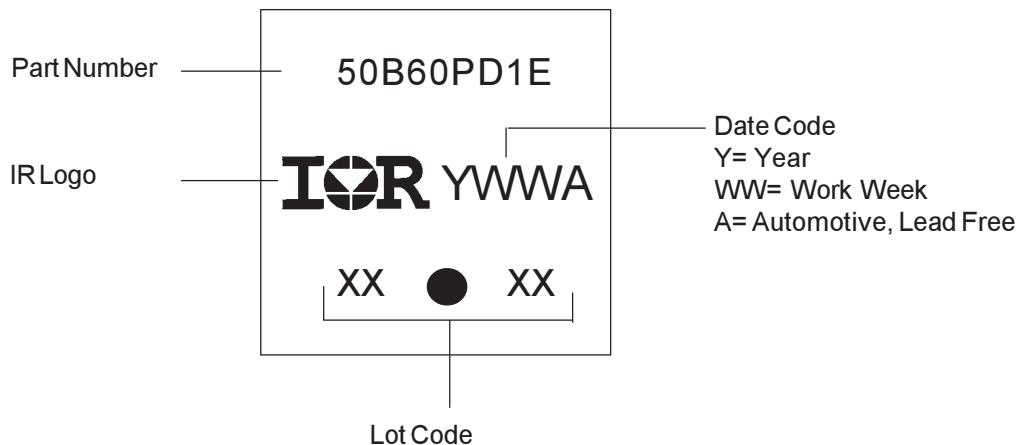 Part Number
50B60PD1E
Date Code
Y= Year
WW= Work Week
A= Automotive, Lead Free
IR Logo
IOR YWWA
XX XX
Lot Code